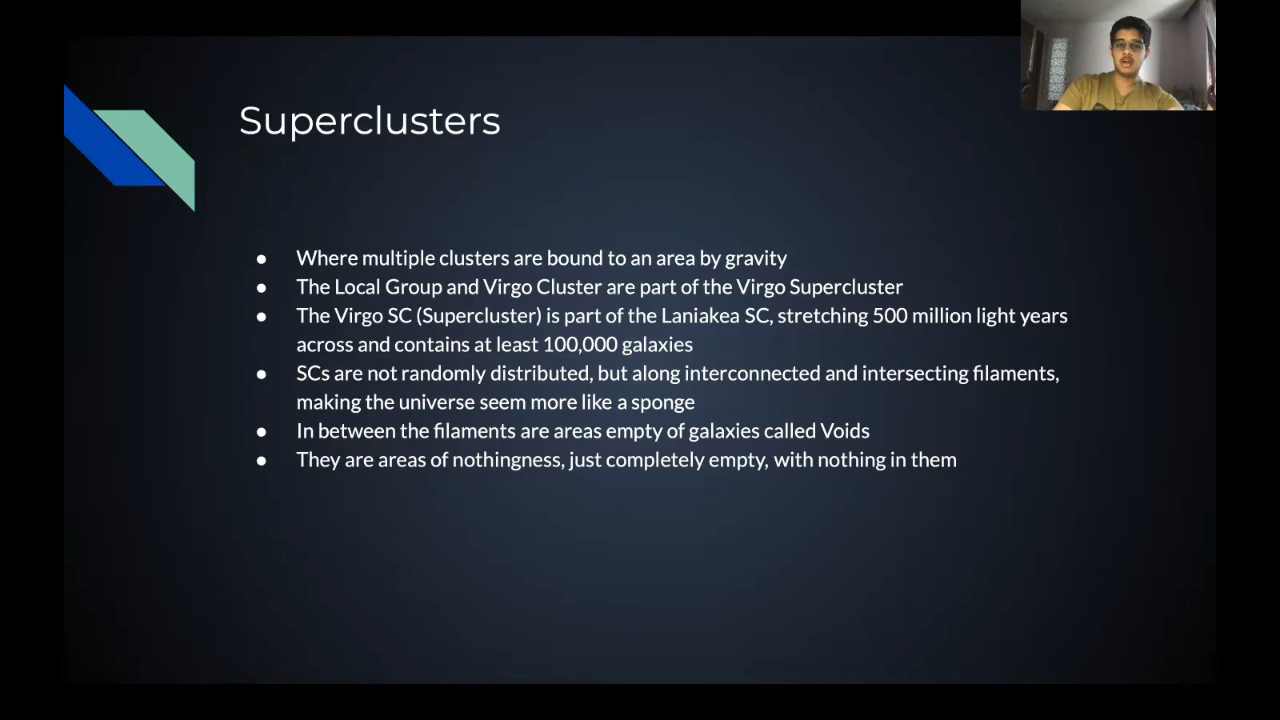 Superclusters
● Where multiple clusters are bound to an area by gravity
● The Local Group and Virgo Cluster are part of the Virgo Supercluster
● The Virgo SC (Supercluster) is part of the Laniakea SC, stretching 500 million light years
across and contains at least 100,000 galaxies
● SCs are not randomly distributed, but along interconnected and intersecting filaments,
making the universe seem more like a sponge
● In between the filaments are areas empty of galaxies called Voids
● They are areas of nothingness, just completely empty, with nothing in them